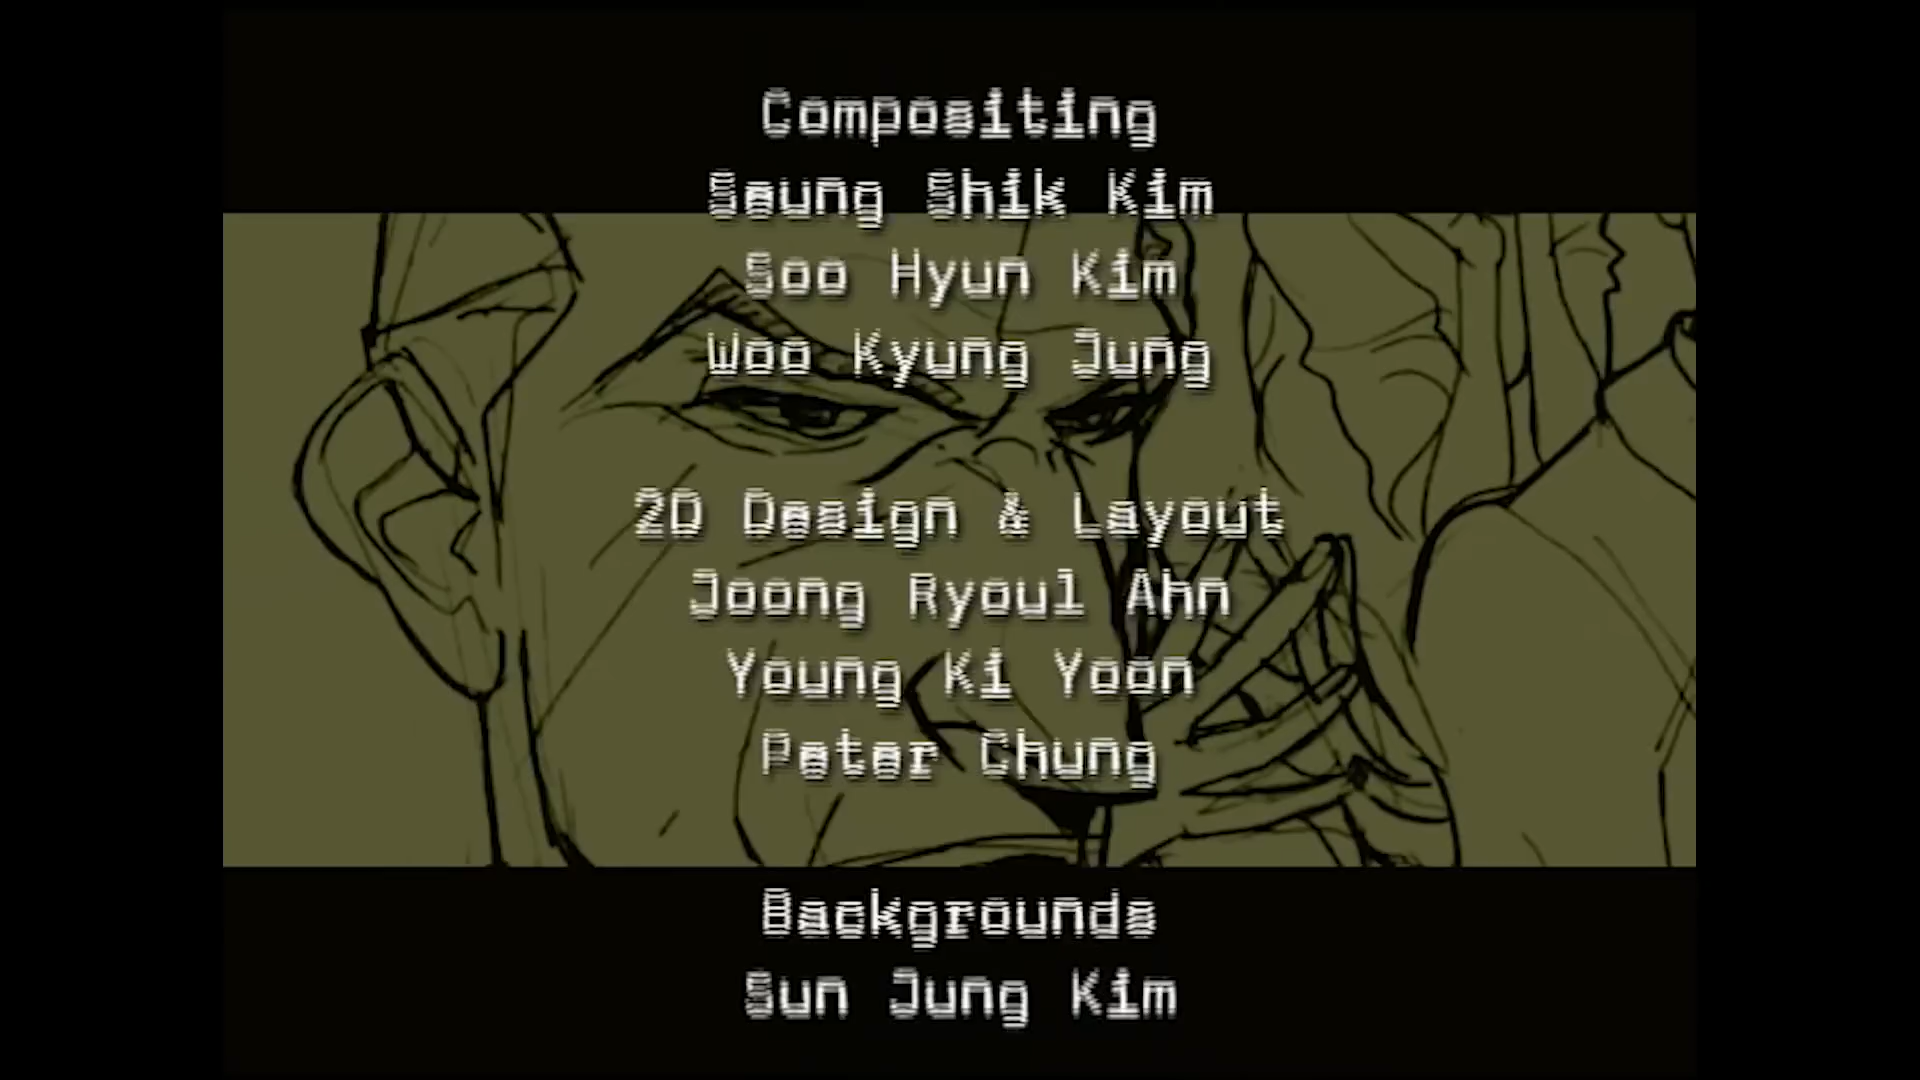 Compositing
Seung Shik Kim
Soo Hyun Kim
Woo Kyung Jung
2D Design & Layout
Joong Ryoul Ahn
Young Ki Yoon
Peter Chung
Backgrounds
Sun Jung Kim